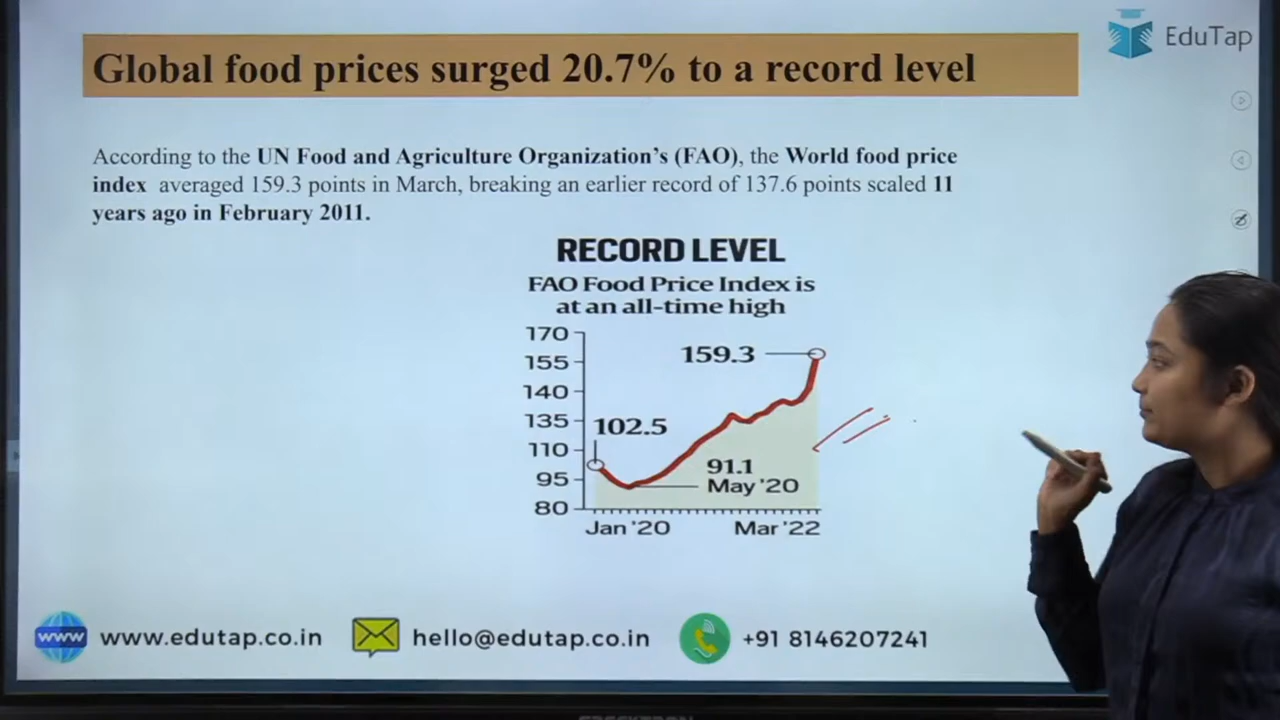 EduTap
Global food prices surged 20.7% to a record level
According to the UN Food and Agriculture Organization's (FAO), the World food price
index averaged 159.3 points in March, breaking an earlier record of 137.6 points scaled 11
years ago in February 2011.
RECORD LEVEL
FAO Food Price Index is
at an all-time high
170
155
140
135
110
95
80
159.3
102.5
91.1
May '20
Jan '20 Mar '22
www
www.edutap.co.in hello@edutap.co.in +91 8146207241